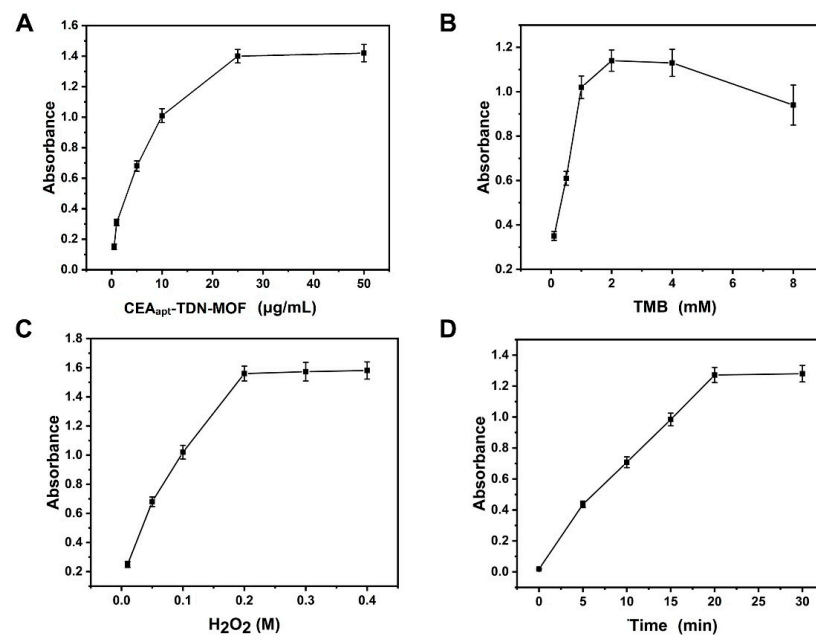 A
1.6
1.4
1.2
1.0
0.8
0.6
0.4
0.2
0.0
Absorbance
0 10 20 30 40 50
CEAapt-TDN-MOF (µg/mL)
B
1.2
1.0
0.8
0.6
0.4
0.2
Absorbance
0 2 4 6 8
TMB (mM)
C
1.8
1.6
1.4
1.2
1.0
0.8
0.6
0.4
0.2
Absorbance
0.0 0.1 0.2 0.3 0.4
H2O2 (M)
D
1.4
1.2
1.0
0.8
0.6
0.4
0.2
0.0
Absorbance
0 5 10 15 20 25 30
Time (min)